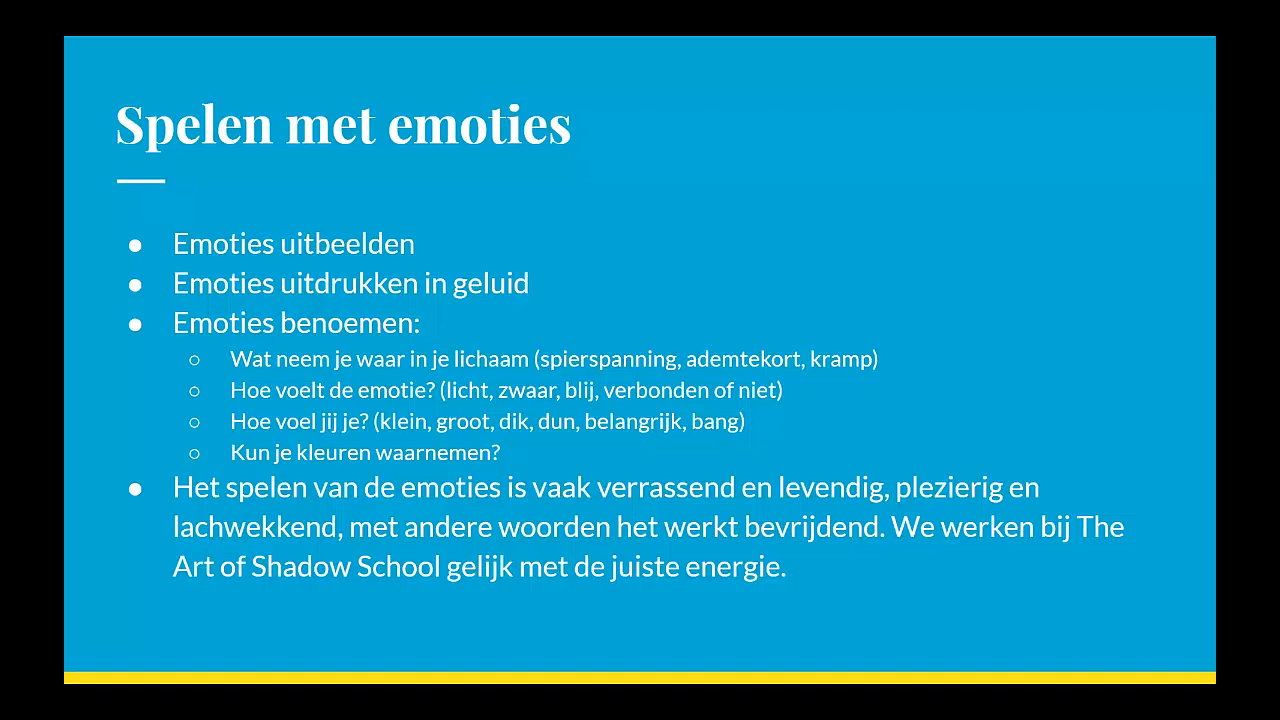 Spelen met emoties
● Emoties uitbeelden
● Emoties uitdrukken in geluid
● Emoties benoemen:
○ Wat neem je waar in je lichaam (spierspanning, ademtekort, kramp)
○ Hoe voelt de emotie? (licht, zwaar, blij, verbonden of niet)
○ Hoe voel jij je? (klein, groot, dik, dun, belangrijk, bang)
○ Kun je kleuren waarnemen?
● Het spelen van de emoties is vaak verrassend en levendig, plezierig en
lachwekkend, met andere woorden het werkt bevrijdend. We werken bij The
Art of Shadow School gelijk met de juiste energie.